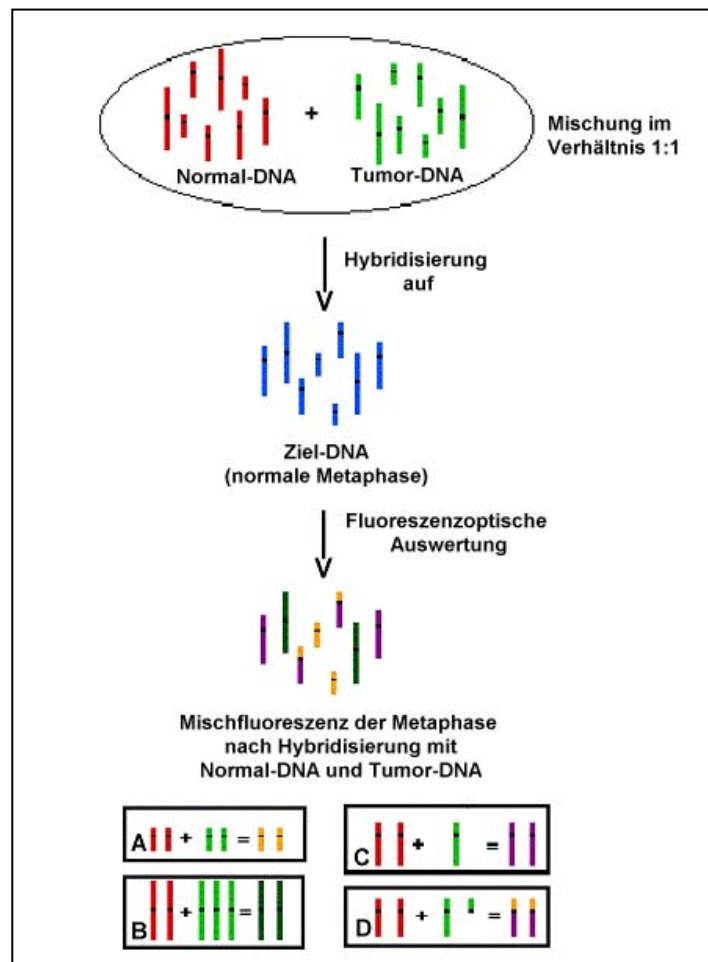 Normal-DNA
+
Tumor-DNA
Mischung im
Verhältnis 1:1
Hybridisierung
auf
Ziel-DNA
(normale Metaphase)
Fluoreszenzoptische
Auswertung
Mischfluoreszenz der Metaphase
nach Hybridisierung mit
Normal-DNA und Tumor-DNA
A + =
B + =
C + =
D + =